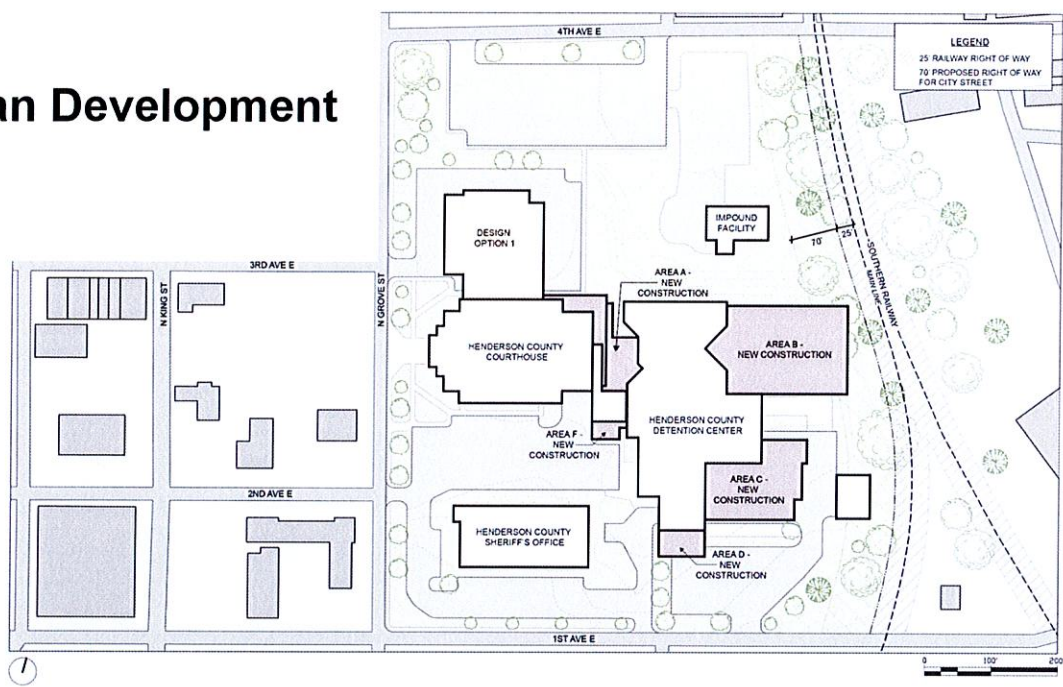 an Development
4TH AVE E
LEGEND
25' RAILWAY RIGHT OF WAY
70' PROPOSED RIGHT OF WAY
FOR CITY STREET
DESIGN
OPTION 1
IMPOUND
FACILITY
70'
25'
SOUTHERN RAILWAY
MAIN LINE
3RD AVE E
N KING ST
N GROVE ST
AREA A -
NEW
CONSTRUCTION
HENDERSON COUNTY
COURTHOUSE
AREA B -
NEW CONSTRUCTION
HENDERSON COUNTY
DETENTION CENTER
AREA F -
NEW
CONSTRUCTION
AREA C -
NEW
CONSTRUCTION
2ND AVE E
HENDERSON COUNTY
SHERIFF'S OFFICE
AREA D -
NEW
CONSTRUCTION
1ST AVE E
0 100' 200'